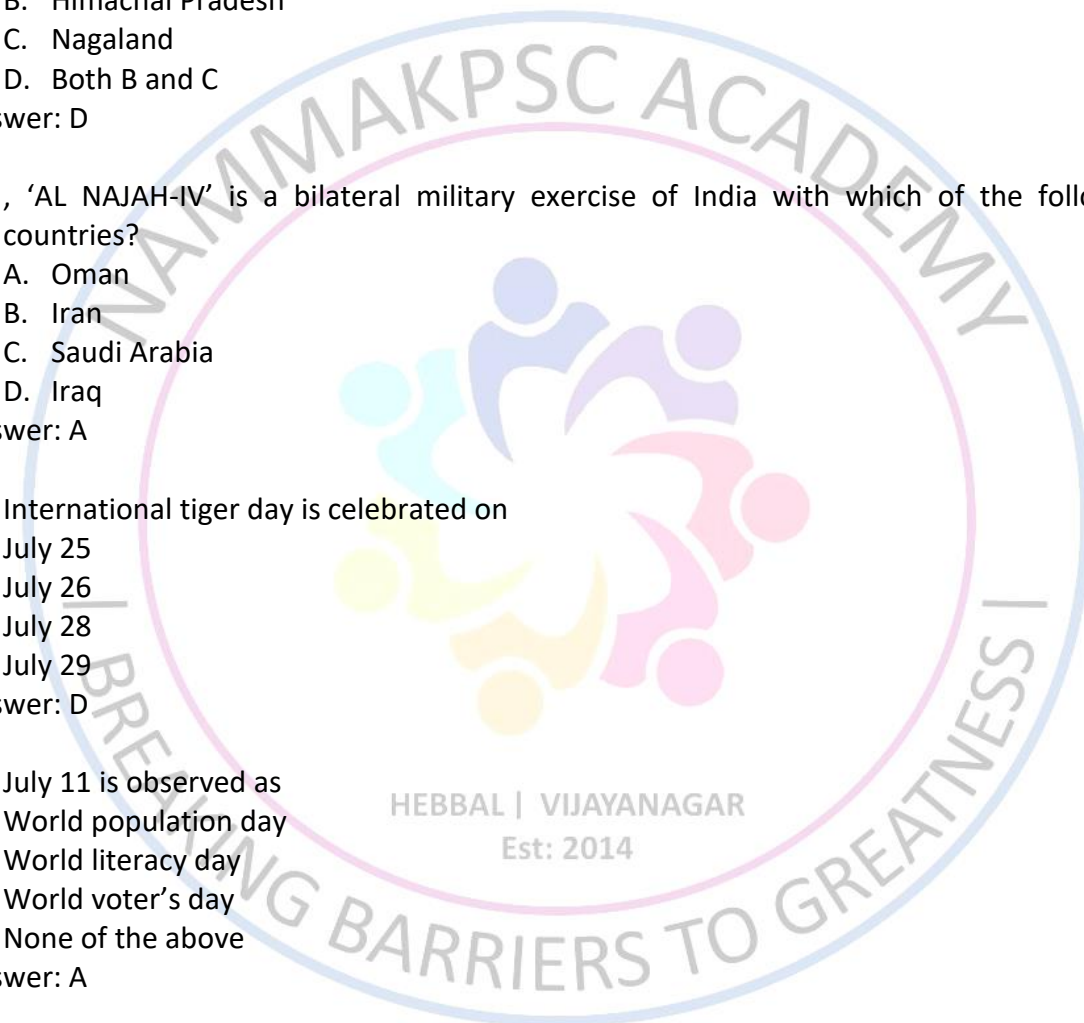 B. Himachal Pradesh
C. Nagaland
D. Both B and C
swer: D
, ‘AL NAJAH-IV’ is a bilateral military exercise of India with which of the follo
countries?
A. Oman
B. Iran
C. Saudi Arabia
D. Iraq
swer: A
International tiger day is celebrated on
July 25
July 26
July 28
July 29
swer: D
July 11 is observed as
World population day
World literacy day
World voter’s day
None of the above
swer: A
NAMMAKPSC ACADEMY
HEBBAL | VIJAYANAGAR
Est: 2014
| BREAKING BARRIERS TO GREATNESS |